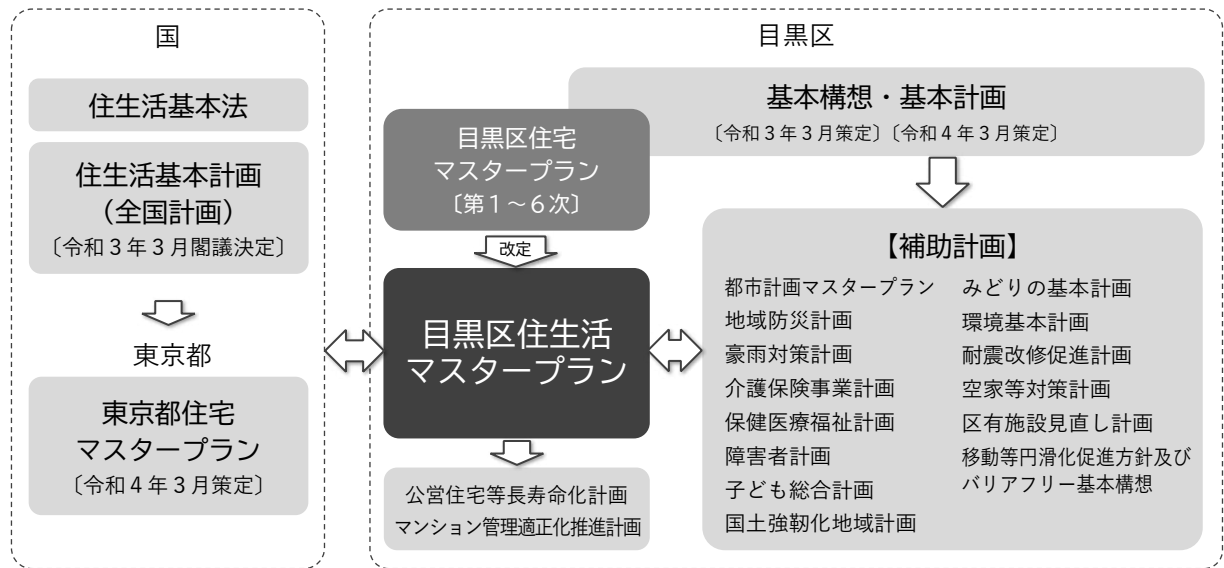 国
住生活基本法
住生活基本計画
（全国計画）
〔令和３年３月閣議決定〕
東京都
東京都住宅
マスタープラン
〔令和４年３月策定〕
目黒区
基本構想・基本計画
〔令和３年３月策定〕〔令和４年３月策定〕
目黒区住宅
マスタープラン
〔第１～６次〕
改定
目黒区住生活
マスタープラン
公営住宅等長寿命化計画
マンション管理適正化推進計画
【補助計画】
都市計画マスタープラン
地域防災計画
豪雨対策計画
介護保険事業計画
保健医療福祉計画
障害者計画
子ども総合計画
国土強靭化地域計画
みどりの基本計画
環境基本計画
耐震改修促進計画
空家等対策計画
区有施設見直し計画
移動等円滑化促進方針及び
バリアフリー基本構想